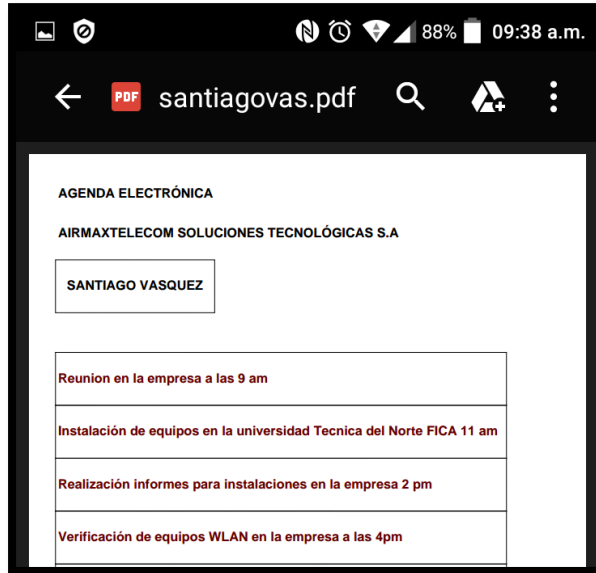 88% 09:38 a.m.
PDF santiagovas.pdf
AGENDA ELECTRÓNICA
AIRMAXTELECOM SOLUCIONES TECNOLÓGICAS S.A
SANTIAGO VASQUEZ
Reunion en la empresa a las 9 am
Instalación de equipos en la universidad Tecnica del Norte FICA 11 am
Realización informes para instalaciones en la empresa 2 pm
Verificación de equipos WLAN en la empresa a las 4pm